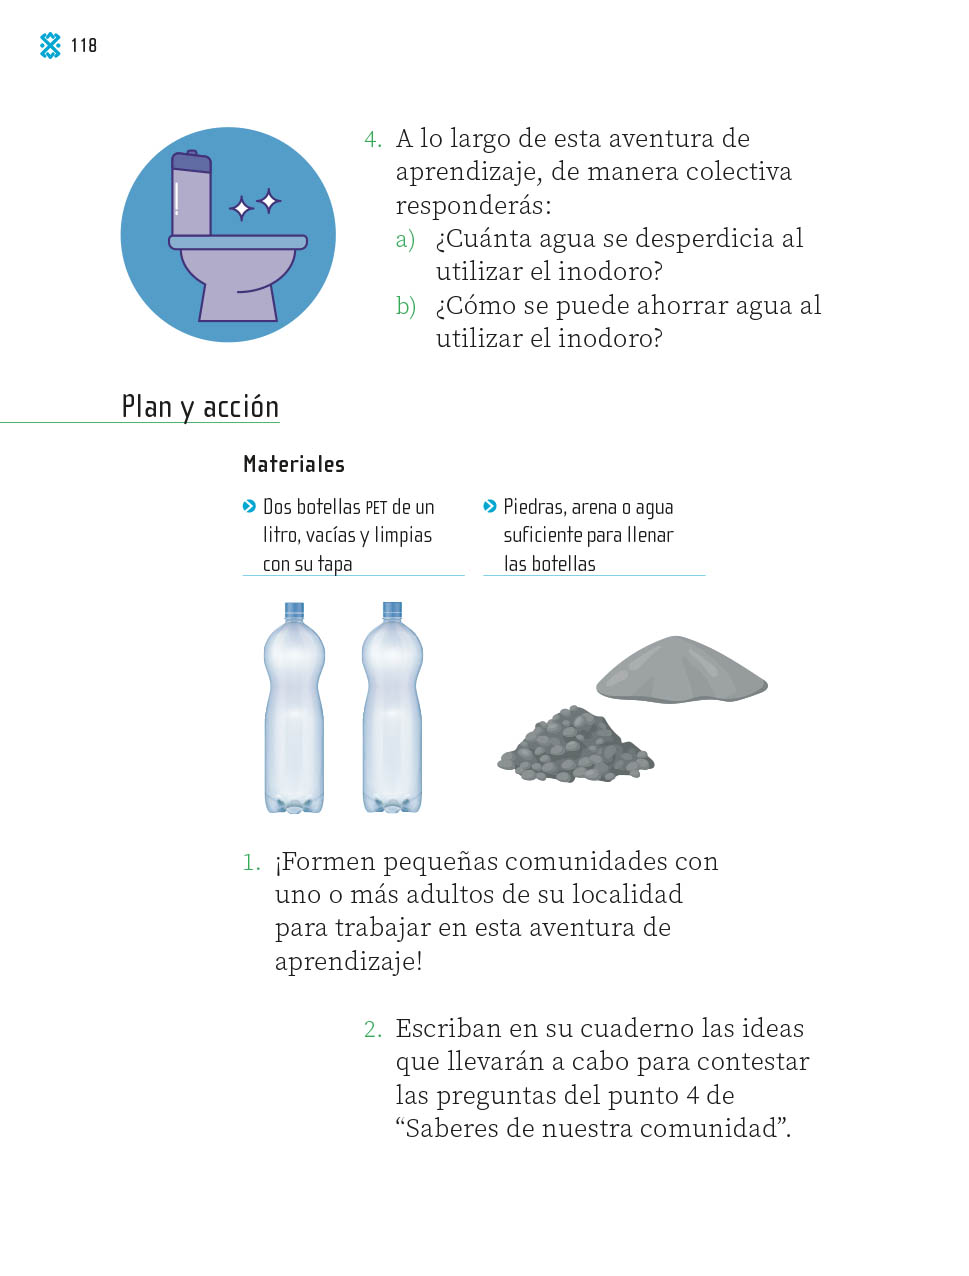 118
4. A lo largo de esta aventura de
aprendizaje, de manera colectiva
responderás:
a) ¿Cuánta agua se desperdicia al
utilizar el inodoro?
b) ¿Cómo se puede ahorrar agua al
utilizar el inodoro?
Plan y acción
Materiales
Dos botellas PET de un
litro, vacías y limpias
con su tapa
Piedras, arena o agua
suficiente para llenar
las botellas
1. ¡Formen pequeñas comunidades con
uno o más adultos de su localidad
para trabajar en esta aventura de
aprendizaje!
2. Escriban en su cuaderno las ideas
que llevarán a cabo para contestar
las preguntas del punto 4 de
“Saberes de nuestra comunidad”.